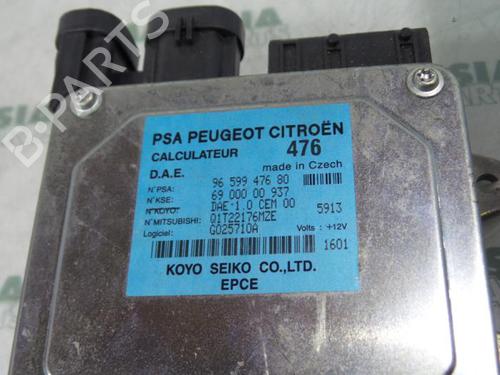 PSA PEUGEOT CITROËN
CALCULATEUR 476
D.A.E. made in Czech
N°PSA: 96 599 476 80
N°KSE: 69 000 00 937
N°KOYO: DAE-1.0 CEM 00 5913
N°MITSUBISHI: Q1T22176MZE
Logiciel: G025710A Volts : +12V
1601
KOYO SEIKO CO.,LTD.
EPCE
B-PARTS